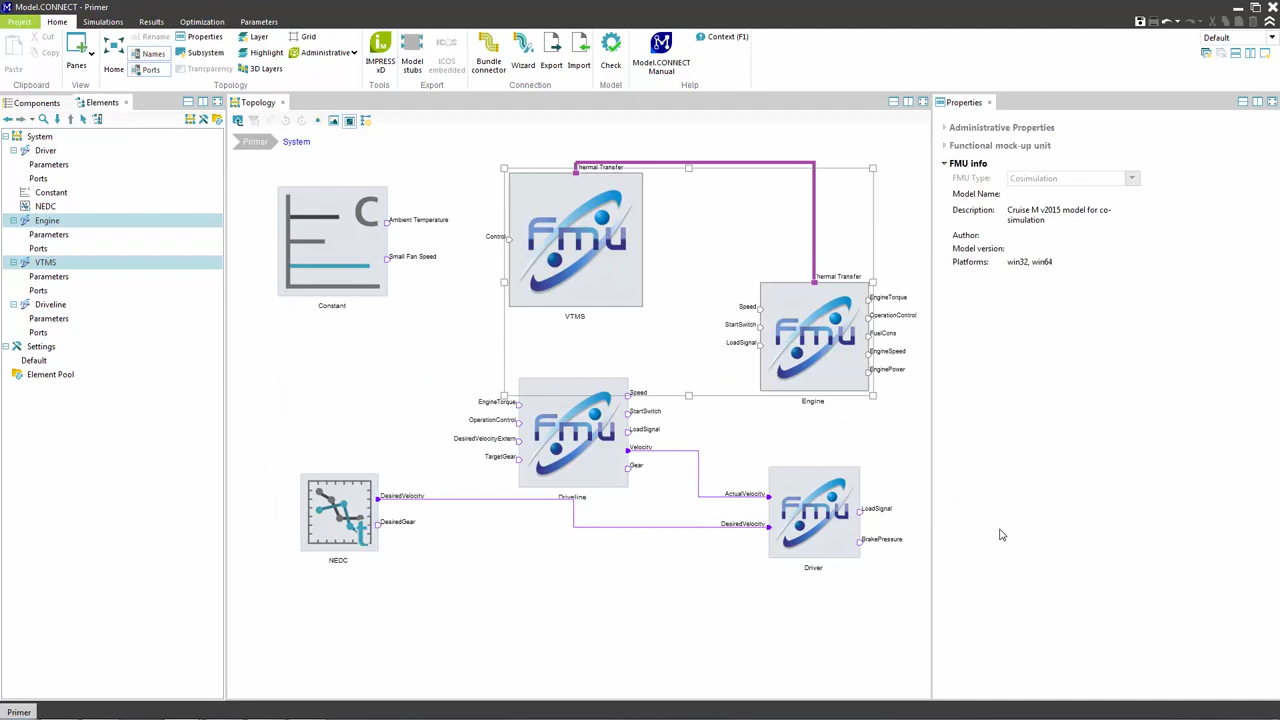 Model.CONNECT - Primer
Project
Home
Simulations
Results
Optimization
Parameters
Default
Paste
Cut
Copy
Clipboard
Panes
View
Home
Rename
Names
Ports
Properties
Subsystem
Transparency
Layer
Highlight
3D Layers
Grid
Administrative
Topology
IMPRESS
xD
Tools
Model
stubs
ICOS
ICOS
embedded
Export
Bundle
connector
Wizard
Export
Import
Connection
Check
Model
Model.CONNECT
Manual
Context (F1)
Help
Components
Elements
System
Driver
Parameters
Ports
Constant
NEDC
Engine
Parameters
Ports
VTMS
Parameters
Ports
Driveline
Parameters
Ports
Settings
Default
Element Pool
Topology
Primer
System
C
Ambient Temperature
Small Fan Speed
Constant
Thermal Transfer
Control
fmu
VTMS
Thermal Transfer
Speed
StartSwitch
LoadSignal
fmu
EngineTorque
OperationControl
FuelCons
EngineSpeed
EnginePower
Engine
EngineTorque
OperationControl
DesiredVelocityExtern
TargetGear
fmu
Speed
StartSwitch
LoadSignal
Velocity
Gear
Driveline
t
DesiredVelocity
DesiredGear
NEDC
ActualVelocity
DesiredVelocity
fmu
LoadSignal
BrakePressure
Driver
Properties
Administrative Properties
Functional mock-up unit
FMU info
FMU Type: Cosimulation
Model Name:
Description: Cruise M v2015 model for co-
simulation
Author:
Model version:
Platforms: win32, win64
Primer